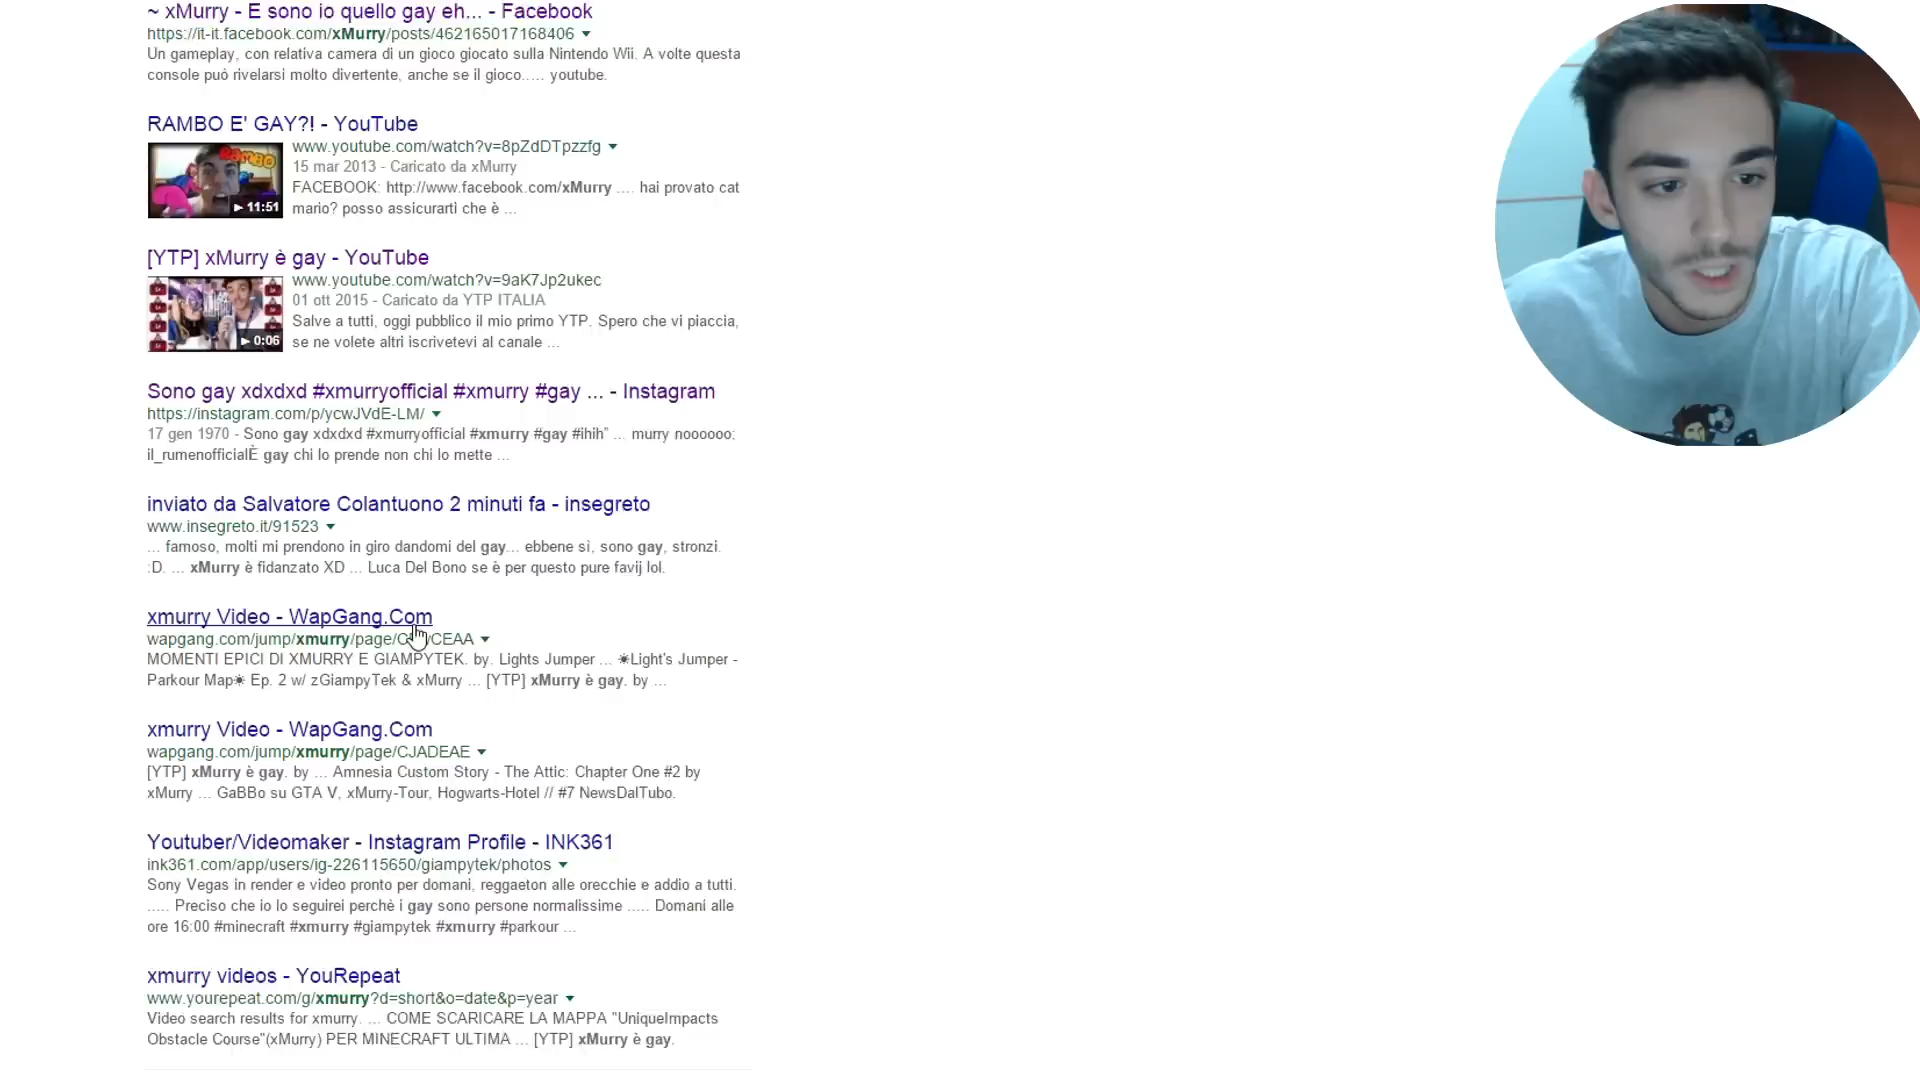 ~ xMurry - E sono io quello gay eh... - Facebook
https://it-it.facebook.com/xMurry/posts/462165017168406
Un gameplay, con relativa camera di un gioco giocato sulla Nintendo Wii. A volte questa
console può rivelarsi molto divertente, anche se il gioco..... youtube.
RAMBO E' GAY?! - YouTube
www.youtube.com/watch?v=8pZdDTpzzfg
15 mar 2013 - Caricato da xMurry
FACEBOOK: http://www.facebook.com/xMurry .... hai provato cat
mario? posso assicurarti che è ...
RAMBO
11:51
[YTP] xMurry è gay - YouTube
www.youtube.com/watch?v=9aK7Jp2ukec
01 ott 2015 - Caricato da YTP ITALIA
Salve a tutti, oggi pubblico il mio primo YTP. Spero che vi piaccia,
se ne volete altri iscrivetevi al canale ...
0:06
Sono gay xdxdxd #xmurryofficial #xmurry #gay ... - Instagram
https://instagram.com/p/ycwJVdE-LM/
17 gen 1970 - Sono gay xdxdxd #xmurryofficial #xmurry #gay #ihih” ... murry noooooo:
il_rumenofficialÈ gay chi lo prende non chi lo mette ...
inviato da Salvatore Colantuono 2 minuti fa - insegreto
www.insegreto.it/91523
... famoso, molti mi prendono in giro dandomi del gay... ebbene sì, sono gay, stronzi.
:D. ... xMurry è fidanzato XD ... Luca Del Bono se è per questo pure favij lol.
xmurry Video - WapGang.Com
wapgang.com/jump/xmurry/page/
MOMENTI EPICI DI XMURRY E GIAMPYTEK. by. Lights Jumper ... ☀Light's Jumper -
Parkour Map☀ Ep. 2 w/ zGiampyTek & xMurry ... [YTP] xMurry è gay. by ...
xmurry Video - WapGang.Com
wapgang.com/jump/xmurry/page/CJADEAE
[YTP] xMurry è gay. by ... Amnesia Custom Story - The Attic: Chapter One #2 by
xMurry ... GaBBo su GTA V, xMurry-Tour, Hogwarts-Hotel // #7 NewsDalTubo.
Youtuber/Videomaker - Instagram Profile - INK361
ink361.com/app/users/ig-226115650/giampytek/photos
Sony Vegas in render e video pronto per domani, reggaeton alle orecchie e addio a tutti.
..... Preciso che io lo seguirei perchè i gay sono persone normalissime ..... Domani alle
ore 16:00 #minecraft #xmurry #giampytek #xmurry #parkour ...
xmurry videos - YouRepeat
www.yourepeat.com/g/xmurry?d=short&o=date&p=year
Video search results for xmurry. ... COME SCARICARE LA MAPPA "UniqueImpacts
Obstacle Course"(xMurry) PER MINECRAFT ULTIMA ... [YTP] xMurry è gay.